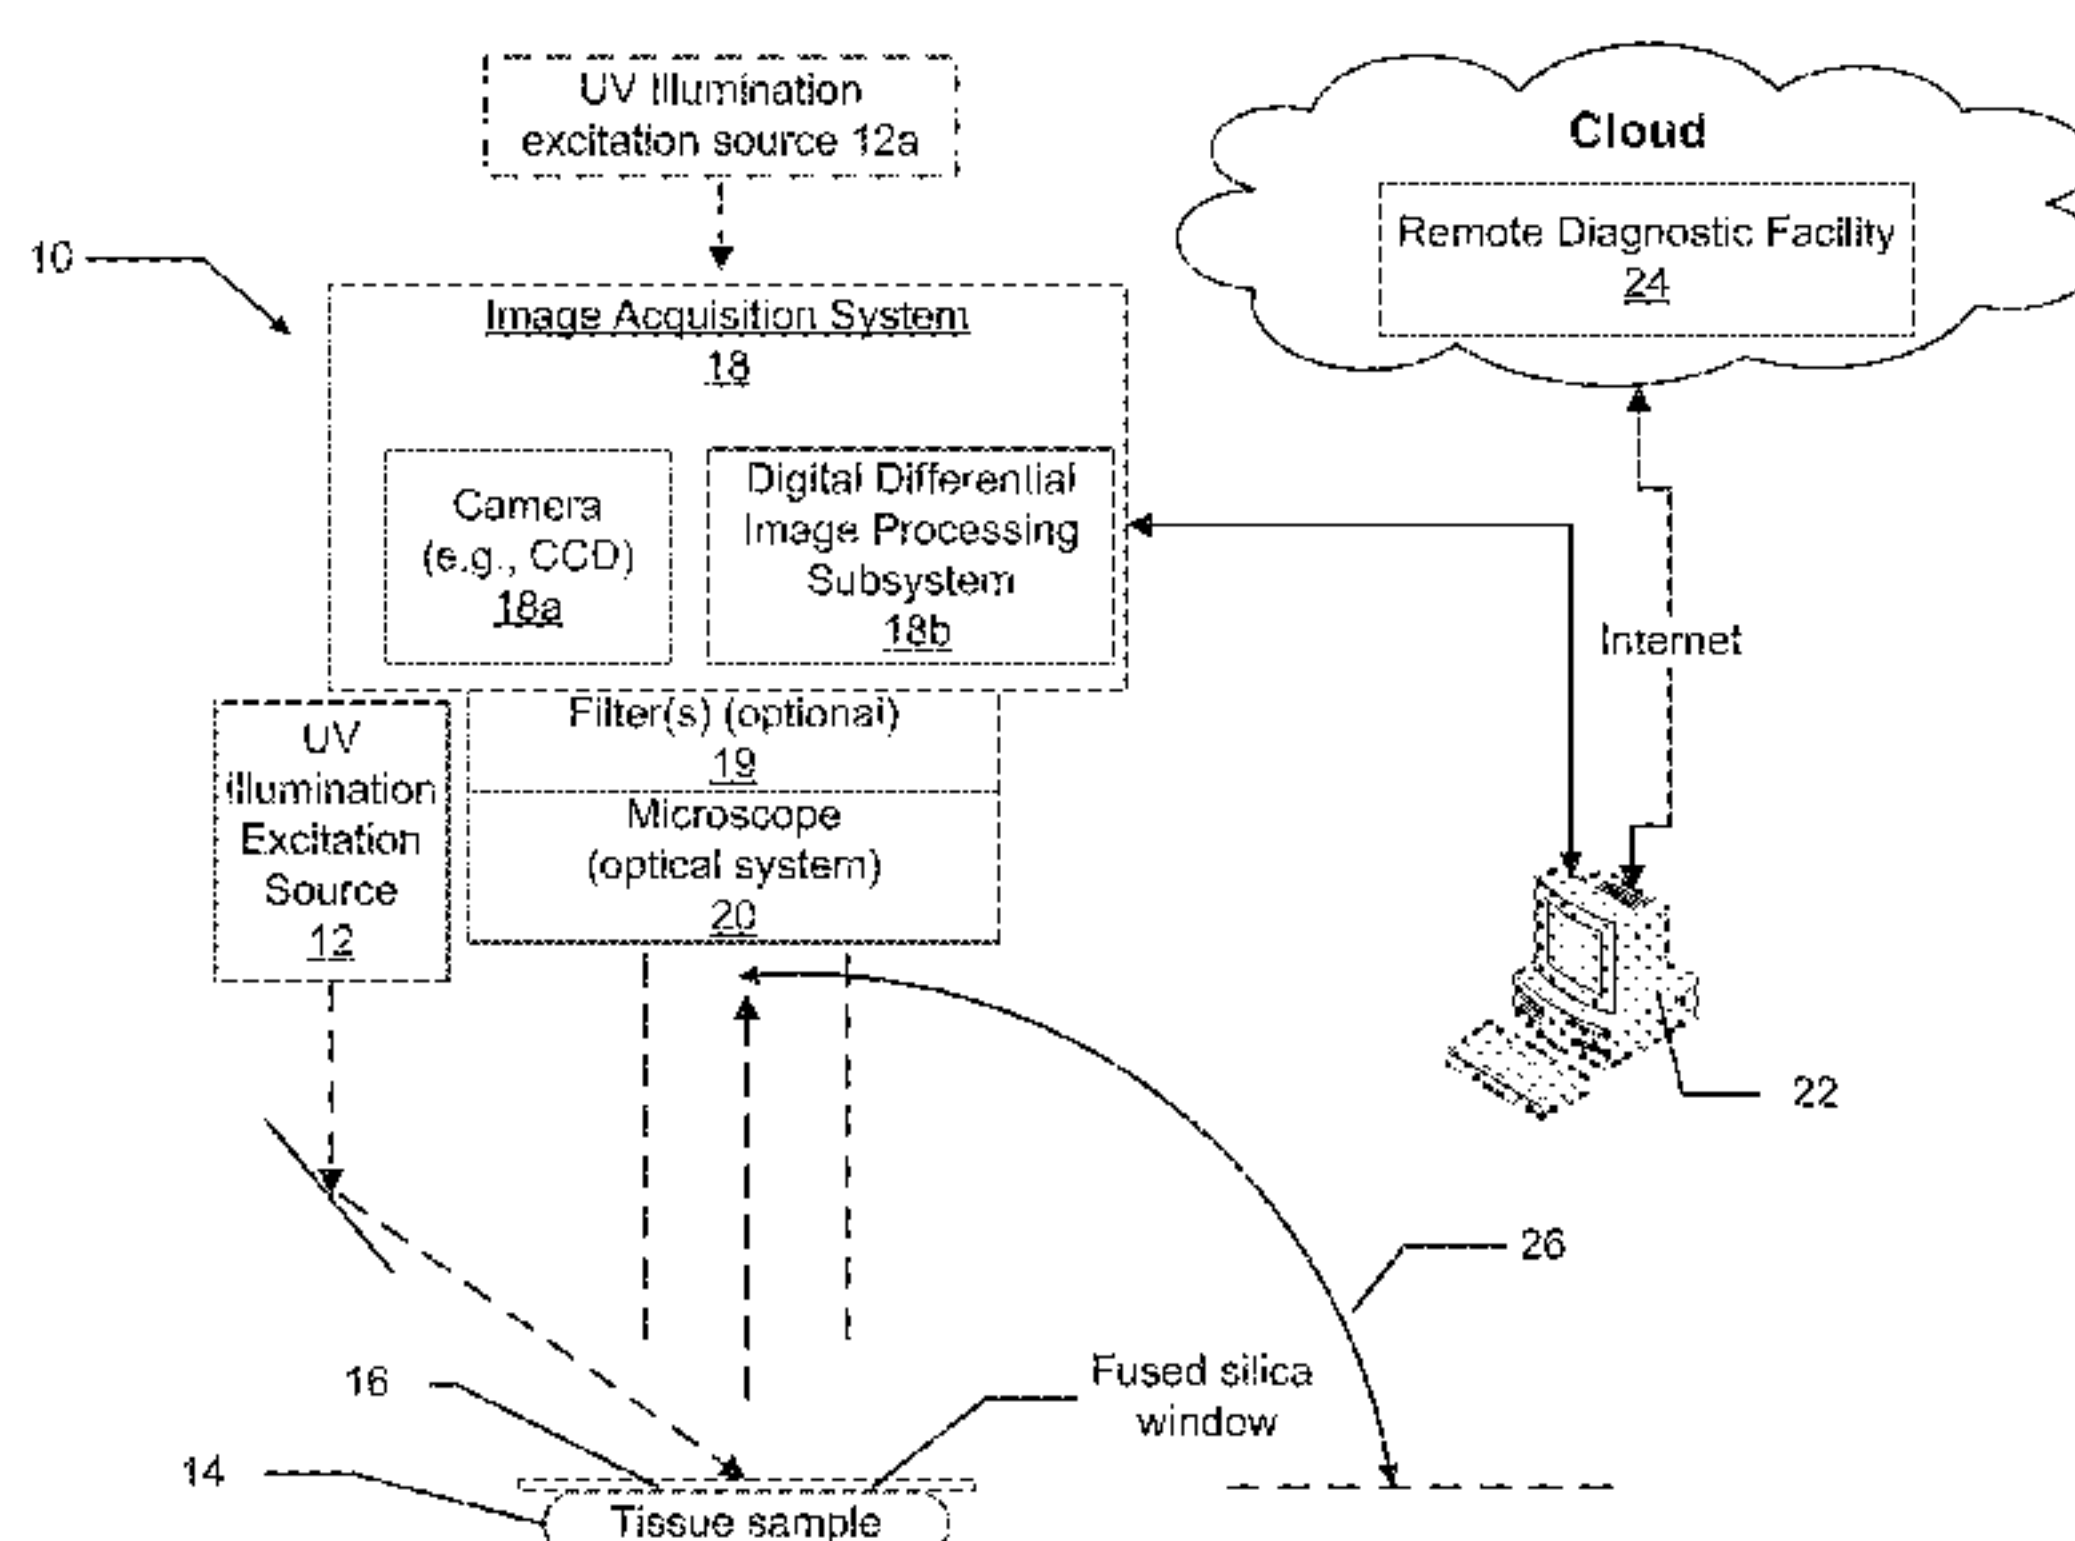 UV Illumination
excitation source 12a
Cloud
Remote Diagnostic Facility
24
10
Image Acquisition System
18
Camera
(e.g., CCD)
18a
Digital Differential
Image Processing
Subsystem
18b
Internet
Filter(s) (optional)
19
UV
illumination
Excitation
Source
12
Microscope
(optical system)
20
22
26
16
Fused silica
window
14
Tissue sample